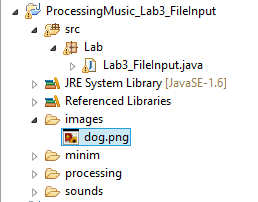 ProcessingMusic_Lab3_FileInput
src
Lab
Lab3_FileInput.java
JRE System Library [JavaSE-1.6]
Referenced Libraries
images
dog.png
minim
processing
sounds